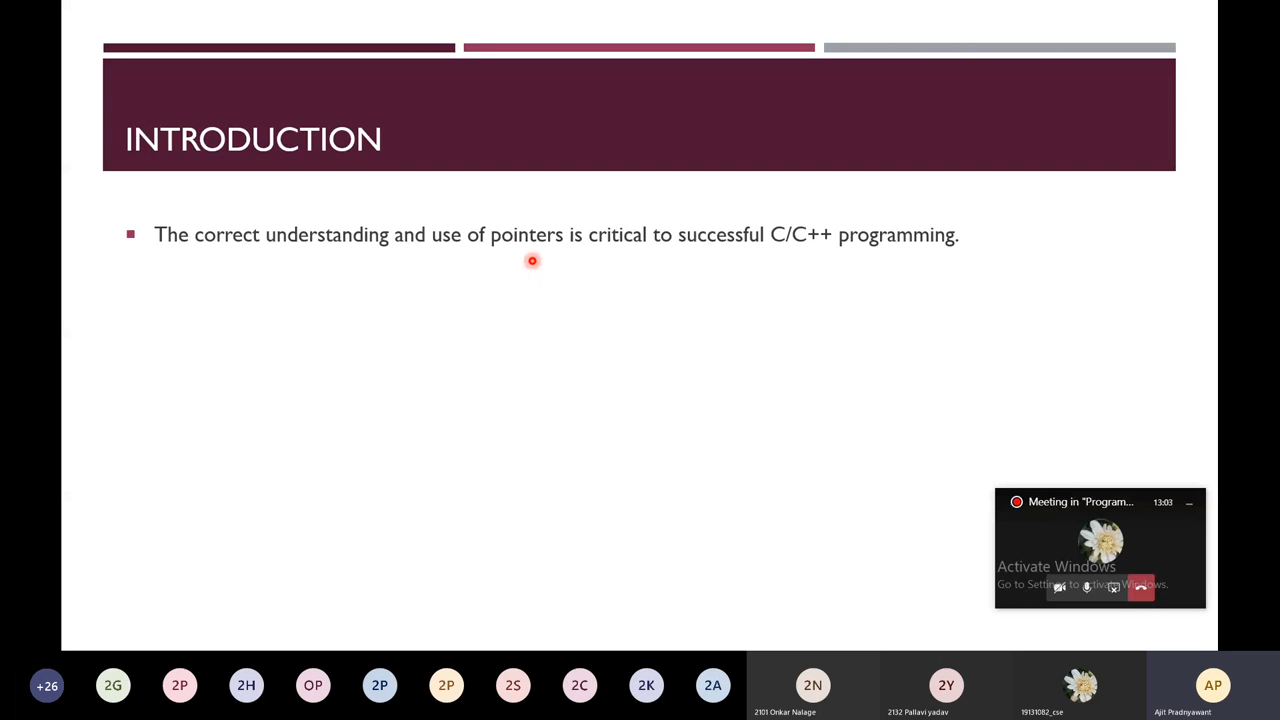 INTRODUCTION
The correct understanding and use of pointers is critical to successful C/C++ programming.
Meeting in "Program... 13:03
Activate Windows
Go to Settings to activate Windows.
+26 2G 2P 2H OP 2P 2P 2S 2C 2K 2A 2N 2Y AP
2101 Onkar Nalage 2132 Pallavi yadav 19131082_cse Ajit Pradnyawant